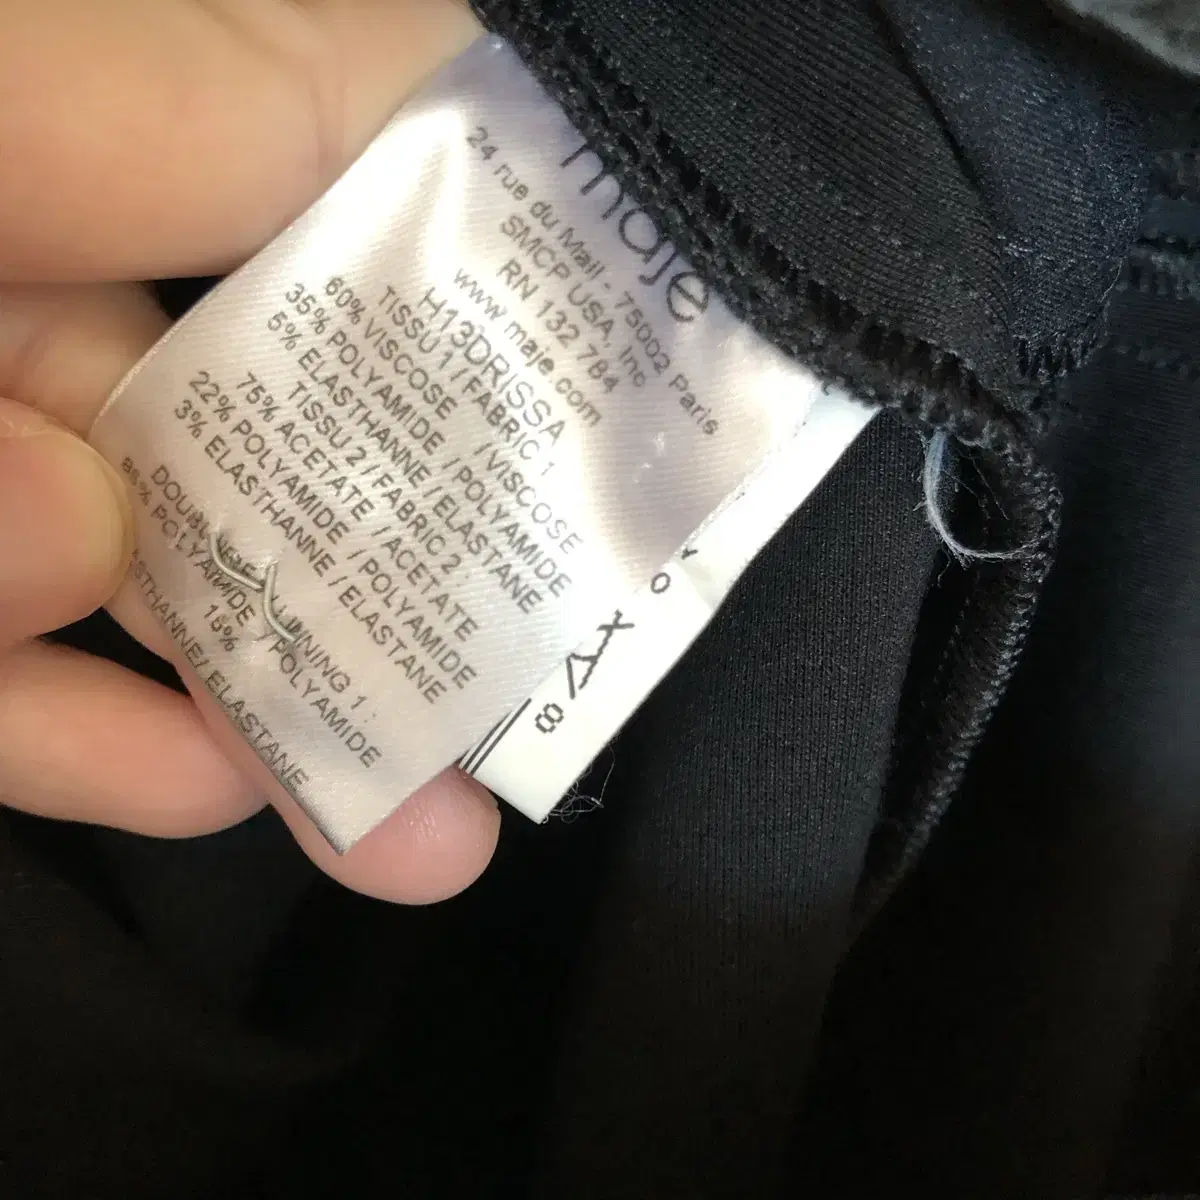 maje
24 rue du Mail - 75002 Paris
SMCP USA, Inc
RN 132 784
www.maje.com
H13DRISSA
TISSU 1 / FABRIC 1
60% VISCOSE / VISCOSE
35% POLYAMIDE / POLYAMIDE
5% ELASTHANNE / ELASTANE
TISSU 2 / FABRIC 2
75% ACETATE / ACETATE
22% POLYAMIDE / POLYAMIDE
3% ELASTHANNE / ELASTANE
LINING 1
POLYAMIDE / POLYAMIDE
15%
ELASTANE
0
8